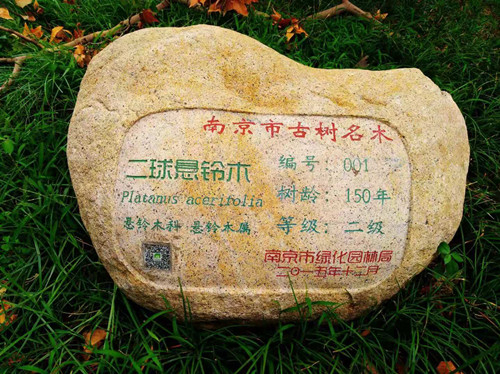 南京市古树名木
二球悬铃木
Platanus acerifolia
悬铃木科 悬铃木属
编号：001
树龄：150年
等级：二级
南京市绿化园林局
二〇一五年十二月